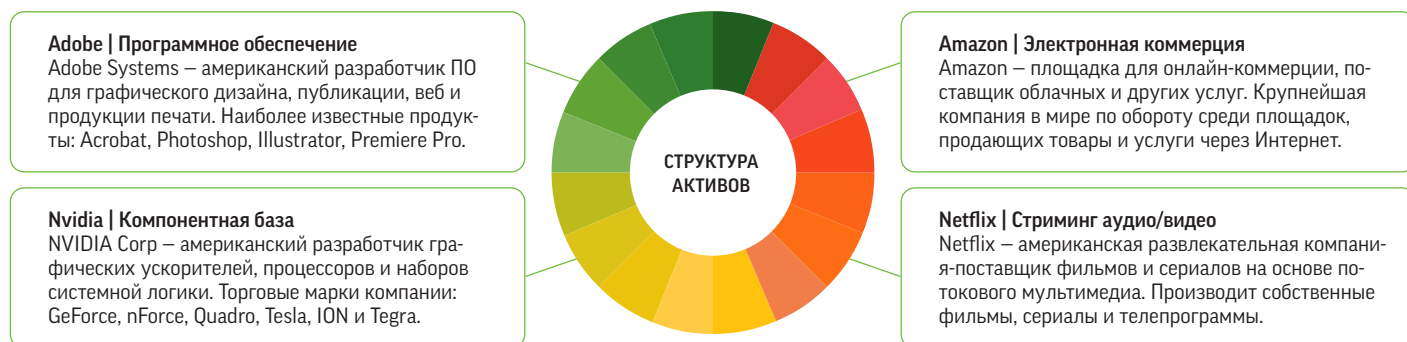 Adobe | Программное обеспечение
Adobe Systems – американский разработчик ПО
для графического дизайна, публикации, веб и
продукции печати. Наиболее известные продук-
ты: Acrobat, Photoshop, Illustrator, Premiere Pro.
Nvidia | Компонентная база
NVIDIA Corp – американский разработчик гра-
фических ускорителей, процессоров и наборов
системной логики. Торговые марки компании:
GeForce, nForce, Quadro, Tesla, ION и Tegra.
СТРУКТУРА
АКТИВОВ
Amazon | Электронная коммерция
Amazon – площадка для онлайн-коммерции, по-
ставщик облачных и других услуг. Крупнейшая
компания в мире по обороту среди площадок,
продающих товары и услуги через Интернет.
Netflix | Стриминг аудио/видео
Netflix – американская развлекательная компани-
я-поставщик фильмов и сериалов на основе по-
токового мультимедиа. Производит собственные
фильмы, сериалы и телепрограммы.